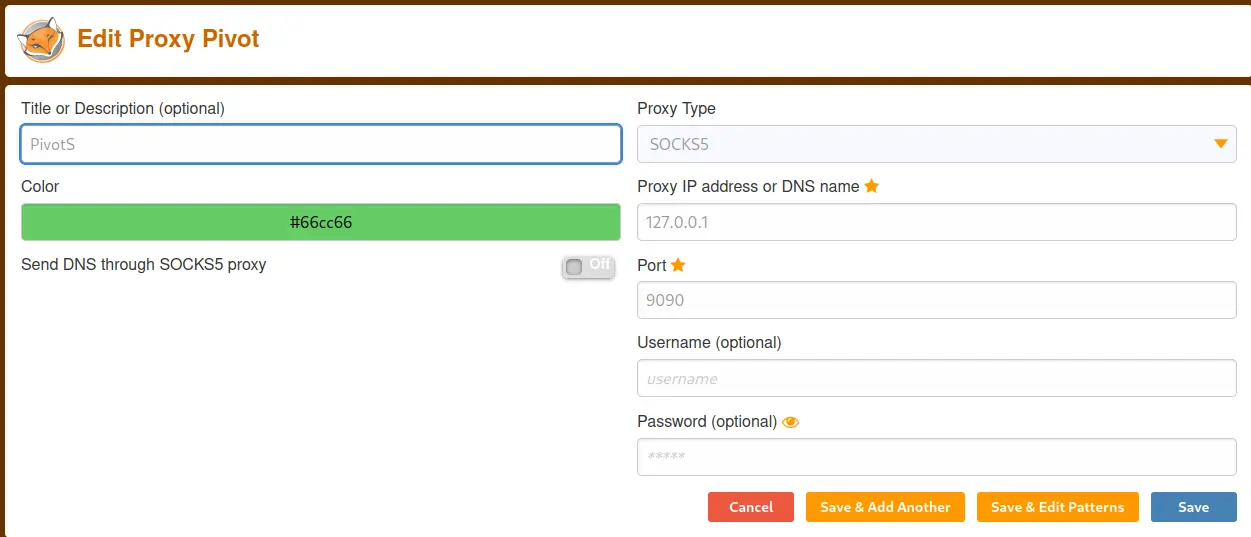 Edit Proxy Pivot
Title or Description (optional)
PivotS
Color
#66cc66
Send DNS through SOCKS5 proxy
Off
Proxy Type
SOCKS5
Proxy IP address or DNS name
127.0.0.1
Port
9090
Username (optional)
username
Password (optional)
*****
Cancel
Save & Add Another
Save & Edit Patterns
Save